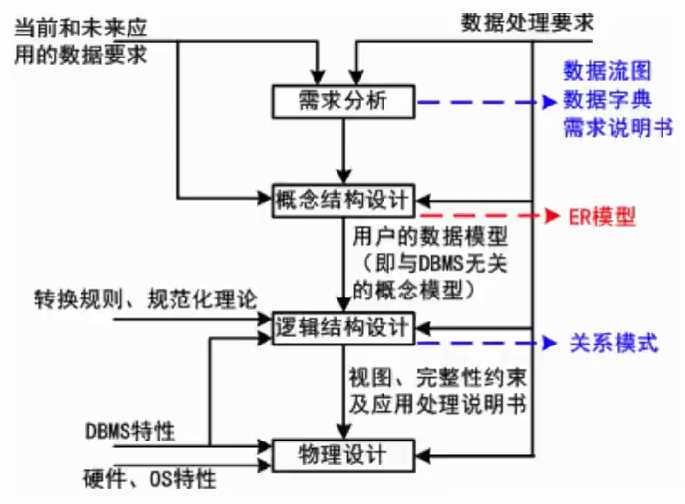 当前和未来应
用的数据要求
数据处理要求
需求分析
数据流图
数据字典
需求说明书
概念结构设计
ER模型
用户的数据模型
（即与DBMS无关
的概念模型）
转换规则、规范化理论
逻辑结构设计
关系模式
视图、完整性约束
及应用处理说明书
DBMS特性
物理设计
硬件、OS特性